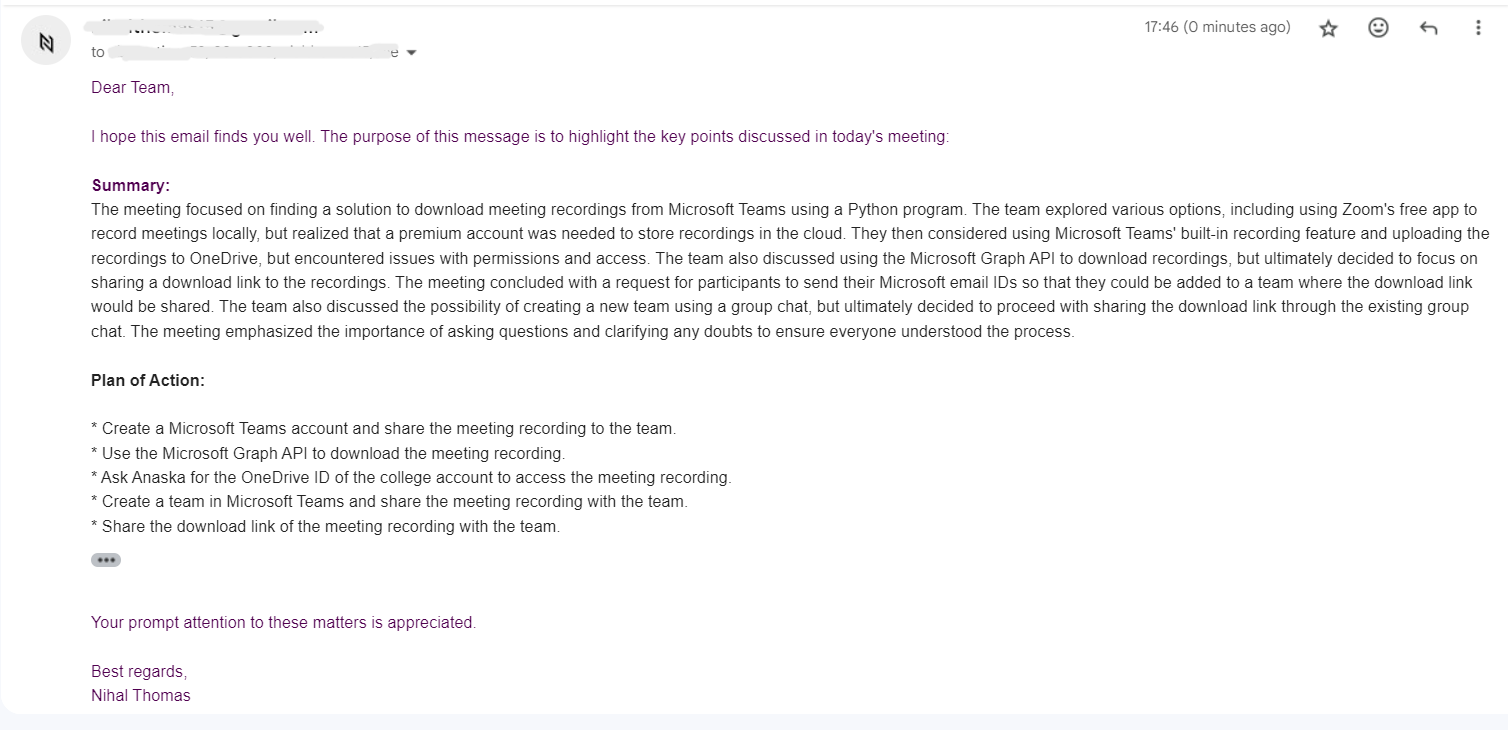 17:46 (0 minutes ago)
to
Dear Team,
I hope this email finds you well. The purpose of this message is to highlight the key points discussed in today's meeting:
Summary:
The meeting focused on finding a solution to download meeting recordings from Microsoft Teams using a Python program. The team explored various options, including using Zoom's free app to
record meetings locally, but realized that a premium account was needed to store recordings in the cloud. They then considered using Microsoft Teams' built-in recording feature and uploading the
recordings to OneDrive, but encountered issues with permissions and access. The team also discussed using the Microsoft Graph API to download recordings, but ultimately decided to focus on
sharing a download link to the recordings. The meeting concluded with a request for participants to send their Microsoft email IDs so that they could be added to a team where the download link
would be shared. The team also discussed the possibility of creating a new team using a group chat, but ultimately decided to proceed with sharing the download link through the existing group
chat. The meeting emphasized the importance of asking questions and clarifying any doubts to ensure everyone understood the process.
Plan of Action:
* Create a Microsoft Teams account and share the meeting recording to the team.
* Use the Microsoft Graph API to download the meeting recording.
* Ask Anaska for the OneDrive ID of the college account to access the meeting recording.
* Create a team in Microsoft Teams and share the meeting recording with the team.
* Share the download link of the meeting recording with the team.
Your prompt attention to these matters is appreciated.
Best regards,
Nihal Thomas